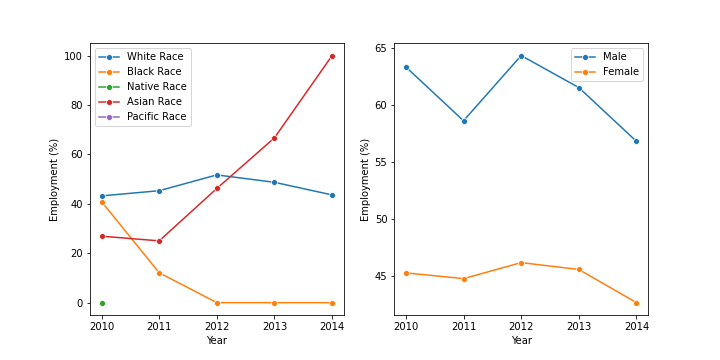 White Race
Black Race
Native Race
Asian Race
Pacific Race
100
80
60
40
20
0
Employment (%)
2010 2011 2012 2013 2014
Year
Male
Female
65
60
55
50
45
Employment (%)
2010 2011 2012 2013 2014
Year